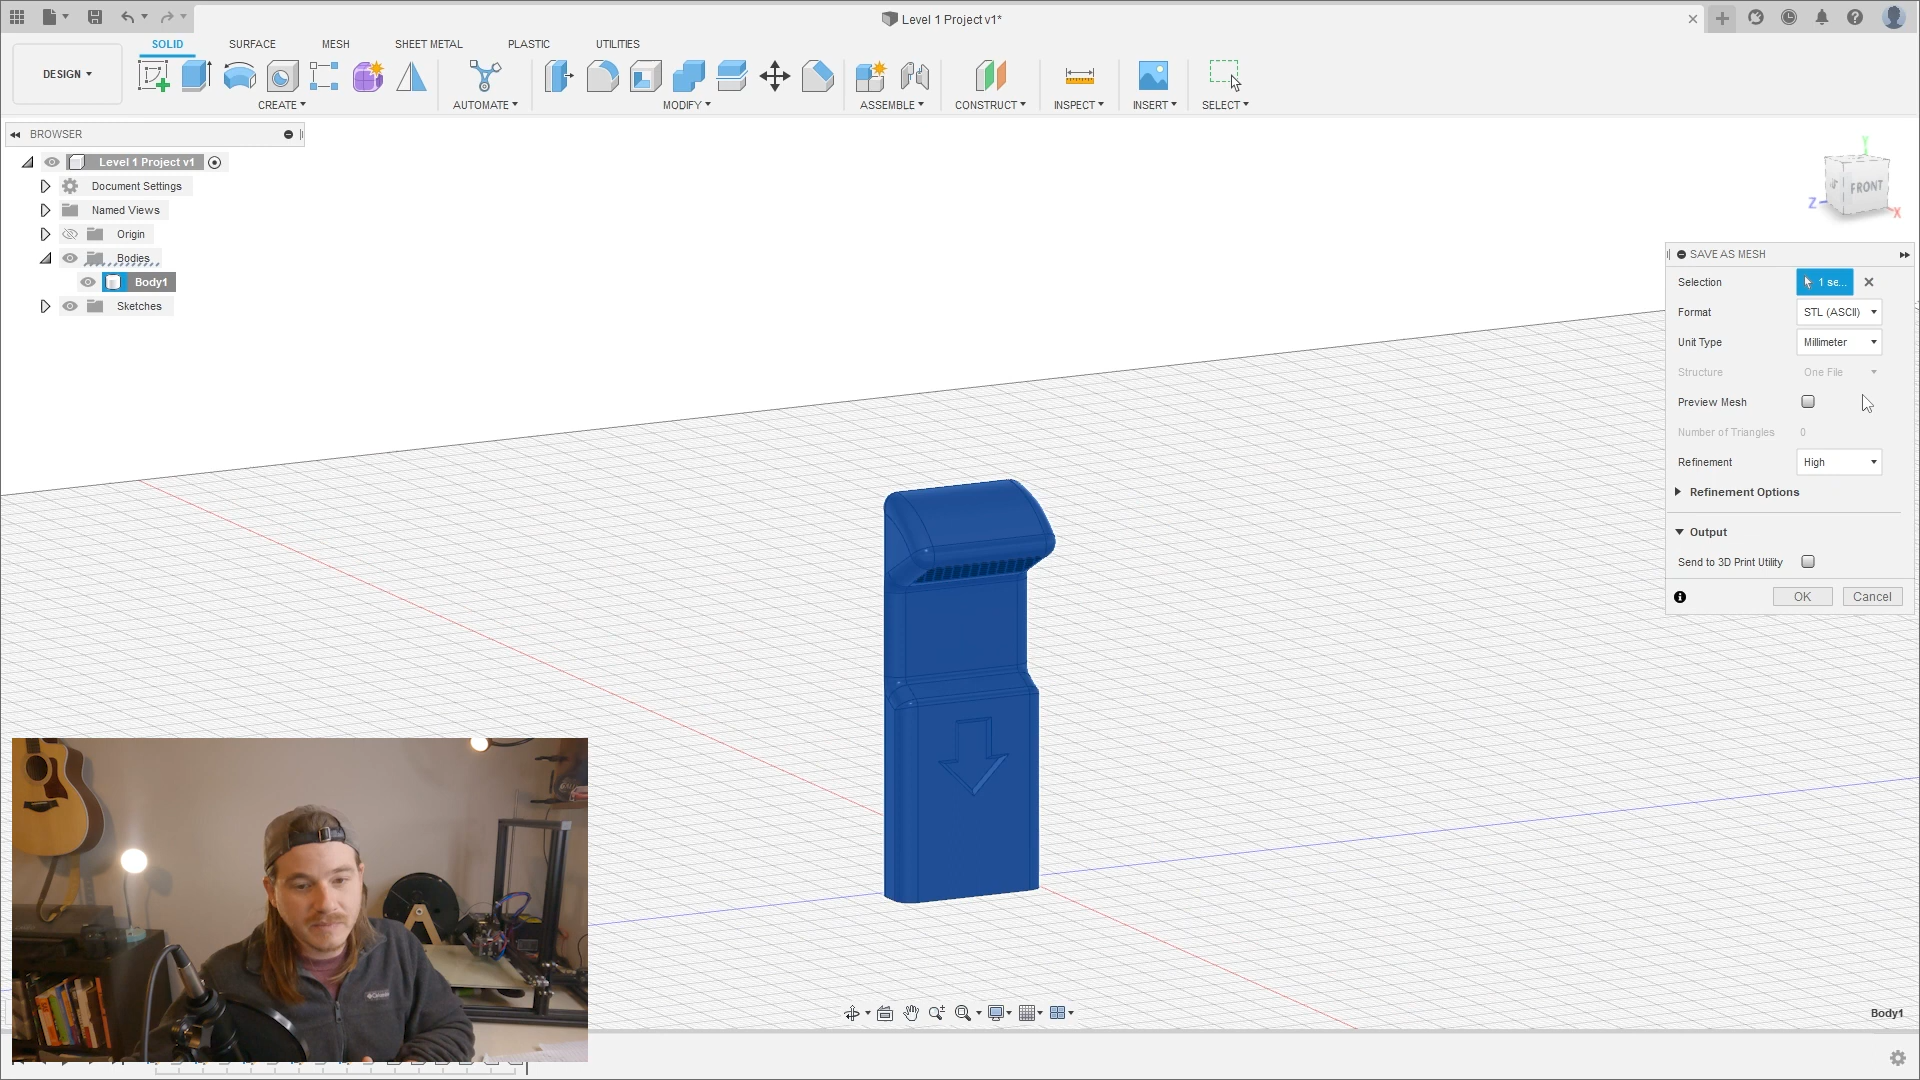 Level 1 Project v1*
DESIGN
SOLID
SURFACE
MESH
SHEET METAL
PLASTIC
UTILITIES
CREATE
AUTOMATE
MODIFY
ASSEMBLE
CONSTRUCT
INSPECT
INSERT
SELECT
BROWSER
Level 1 Project v1
Document Settings
Named Views
Origin
Bodies
Body1
Sketches
Y
FRONT
Z
X
SAVE AS MESH
Selection
1 se...
Format
STL (ASCII)
Unit Type
Millimeter
Structure
One File
Preview Mesh
Number of Triangles
0
Refinement
High
Refinement Options
Output
Send to 3D Print Utility
OK
Cancel
Body1